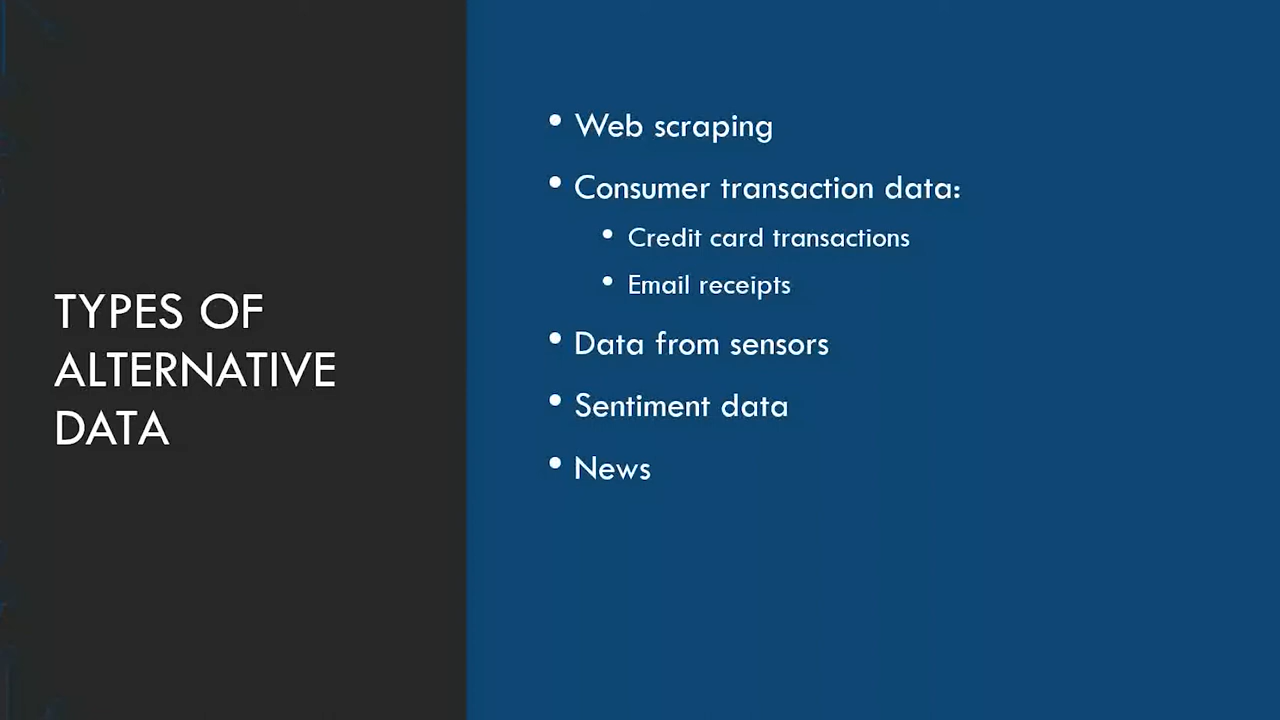 TYPES OF
ALTERNATIVE
DATA
• Web scraping
• Consumer transaction data:
• Credit card transactions
• Email receipts
• Data from sensors
• Sentiment data
• News